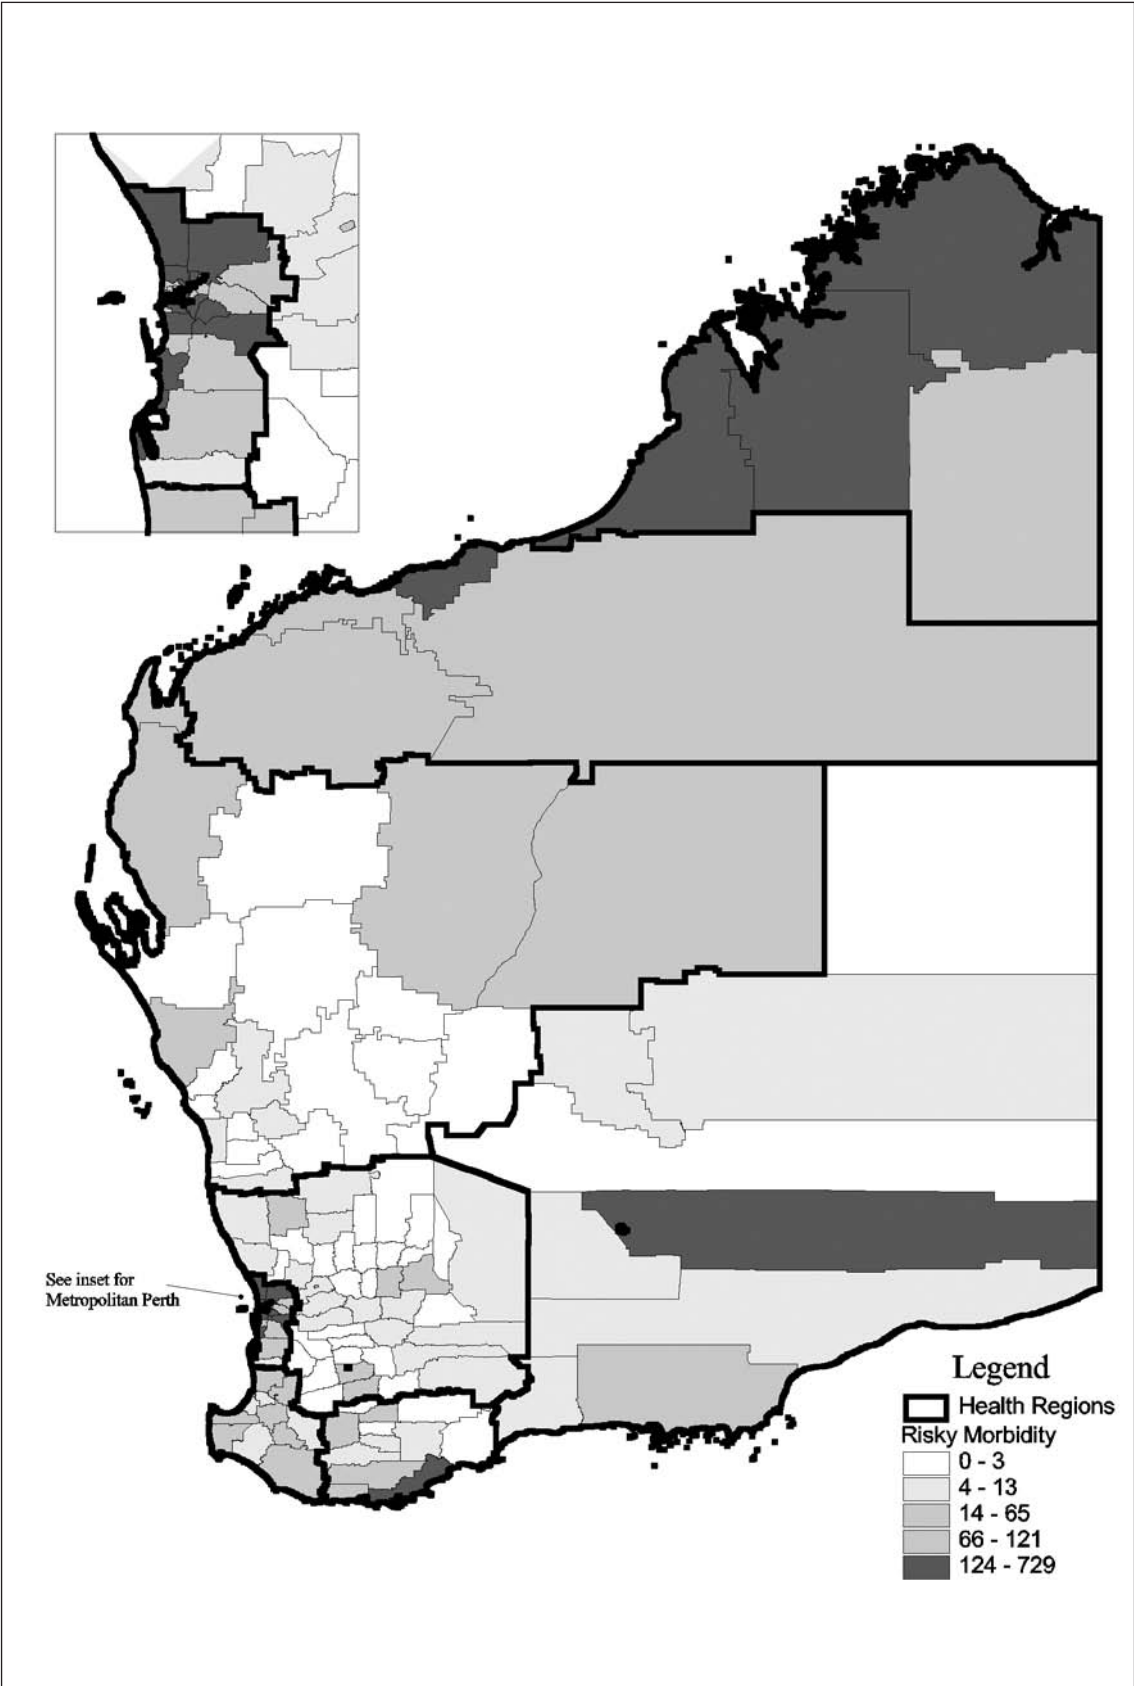 See inset for
Metropolitan Perth
Legend
Health Regions
Risky Morbidity
0 - 3
4 - 13
14 - 65
66 - 121
124 - 729